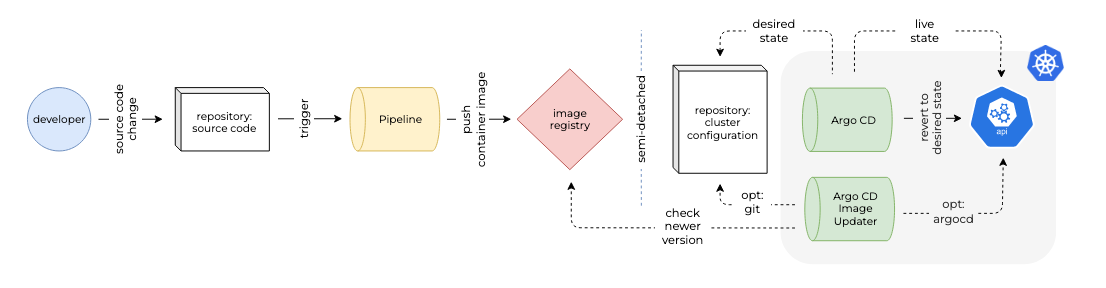 developer
source code
change
repository:
source code
trigger
Pipeline
push
container image
image
registry
semi-detached
desired
state
live
state
repository:
cluster
configuration
Argo CD
revert to
desired state
api
opt:
git
Argo CD
Image
Updater
opt:
argocd
check
newer
version